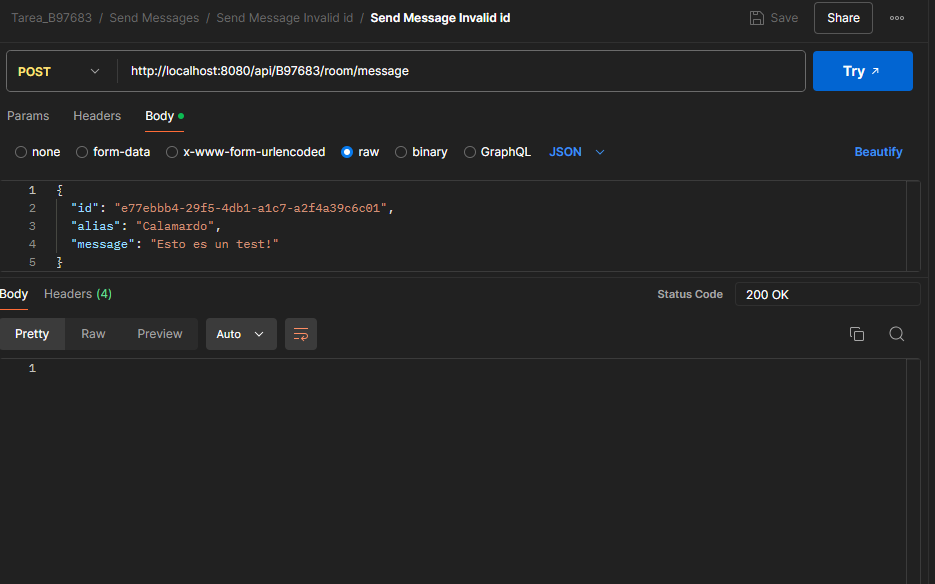 Tarea_B97683 / Send Messages / Send Message Invalid id / Send Message Invalid id Save Share
POST http://localhost:8080/api/B97683/room/message Try ↗
Params Headers Body
none form-data x-www-form-urlencoded raw binary GraphQL JSON Beautify
1 {
2 "id": "e77ebbb4-29f5-4db1-a1c7-a2f4a39c6c01",
3 "alias": "Calamardo",
4 "message": "Esto es un test!"
5 }
Body Headers (4) Status Code 200 OK
Pretty Raw Preview Auto
1